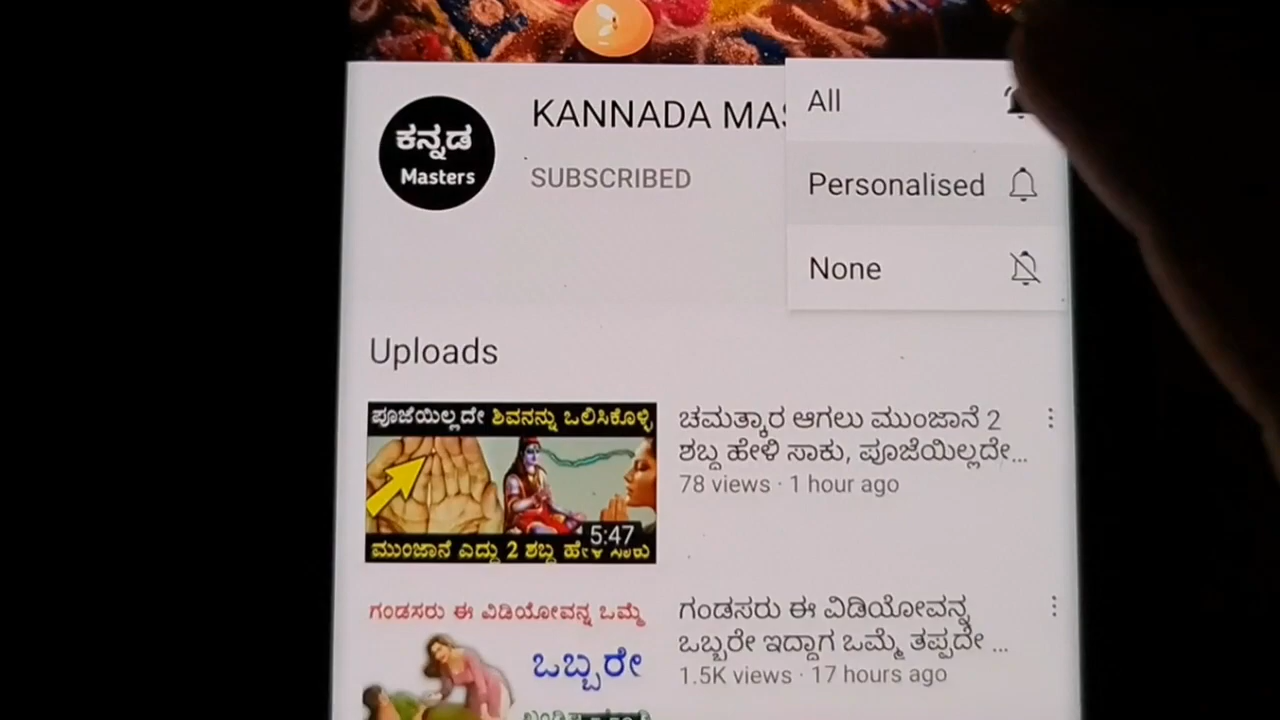 ಕನ್ನಡ
Masters
KANNADA
SUBSCRIBED
All
Personalised
None
Uploads
ಪೂಜೆಯಿಲ್ಲದೇ ಶಿವನನ್ನು ಒಲಿಸಿಕೊಳ್ಳಿ
5:47
ಮುಂಜಾನೆ ಎದ್ದು 2 ಶಬ್ದ ಹೇಳಿ ಸಾಕು
ಚಮತ್ಕಾರ ಆಗಲು ಮುಂಜಾನೆ 2
ಶಬ್ದ ಹೇಳಿ ಸಾಕು, ಪೂಜೆಯಿಲ್ಲದೇ...
78 views · 1 hour ago
ಗಂಡಸರು ಈ ವಿಡಿಯೋವನ್ನ ಒಮ್ಮೆ
ಒಬ್ಬರೇ
ಗಂಡಸರು ಈ ವಿಡಿಯೋವನ್ನ
ಒಬ್ಬರೇ ಇದ್ದಾಗ ಒಮ್ಮೆ ತಪ್ಪದೇ ...
1.5K views · 17 hours ago